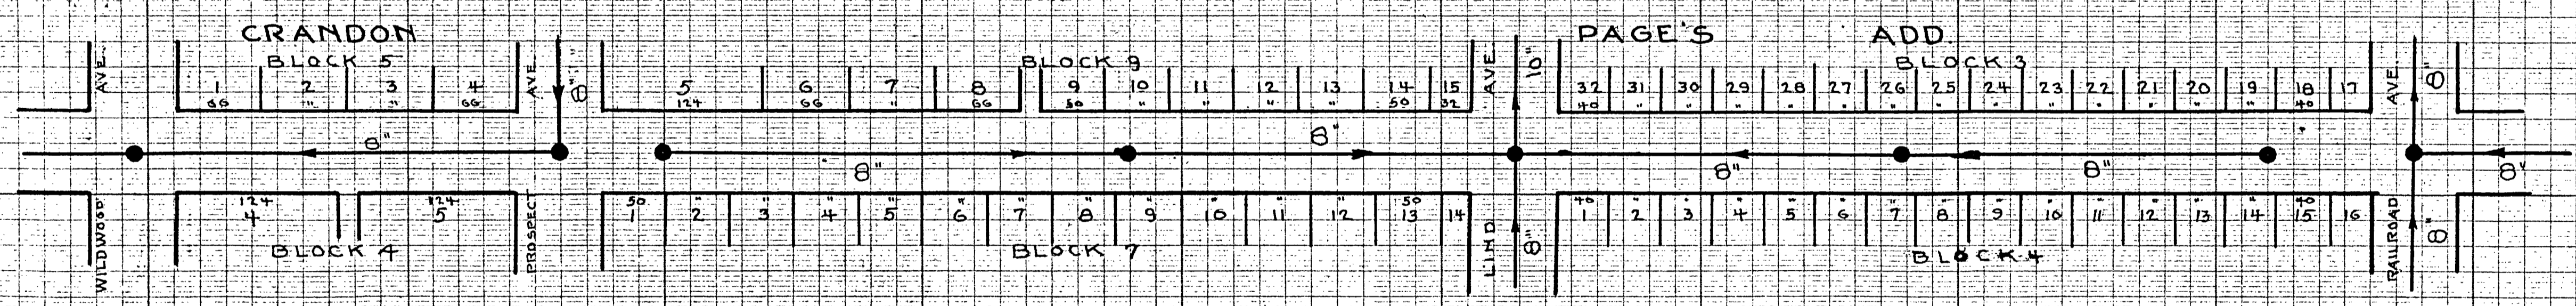 CRANDON PAGE'S ADD.
BLOCK 5 BLOCK 9 BLOCK 3
AVE. 1 2 3 4 AVE. 8" 5 6 7 8 9 10 11 12 13 14 15 AVE. 10" 32 31 30 29 28 27 26 25 24 23 22 21 20 19 18 17 AVE. 8"
66 " " 66 124 66 " 66 50 " " " " 50 32 40 " " " " " " " " " " " " " 40
8" 8" 8" 8" 8" 8"
124 124 50 " " " " " " " " " " " 50 40 " " " " " " " " " " " " " 40
4 5 1 2 3 4 5 6 7 8 9 10 11 12 13 14 1 2 3 4 5 6 7 8 9 10 11 12 13 14 15 16
WILDWOOD BLOCK 4 PROSPECT BLOCK 7 LIND 8" BLOCK 4 RAILROAD 8"